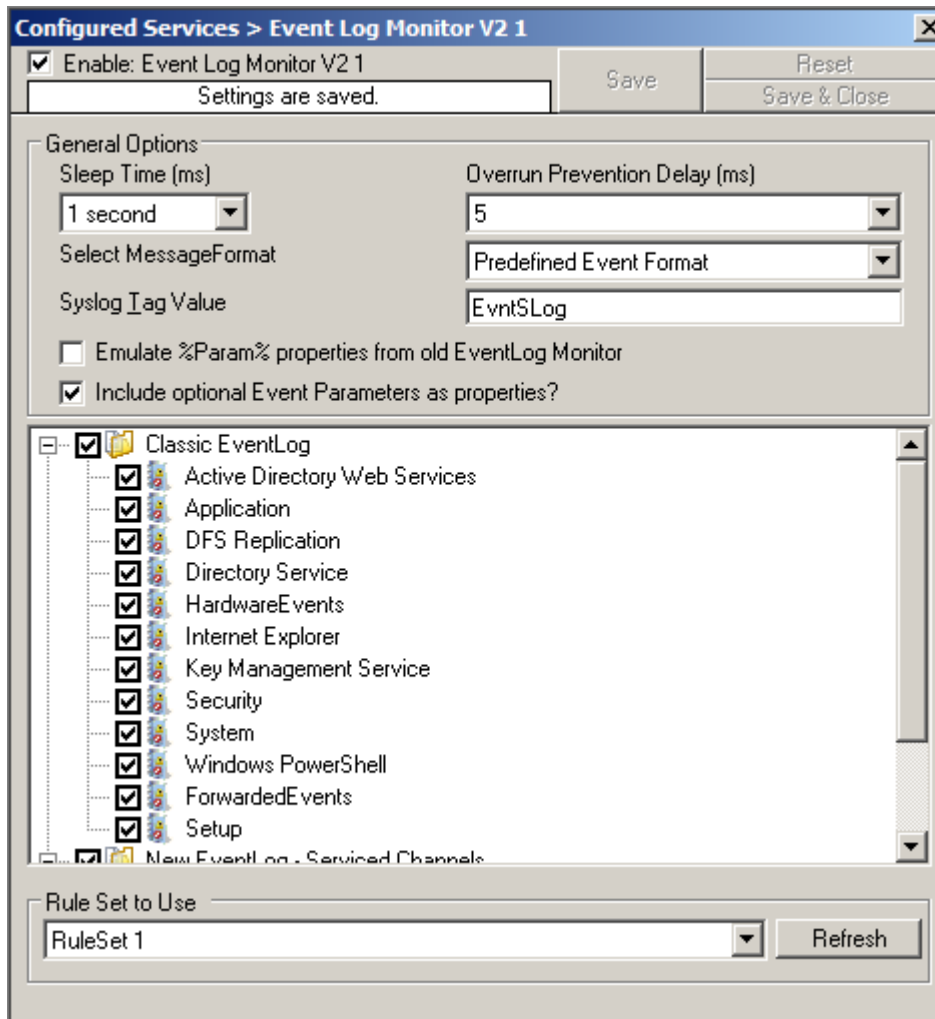 Configured Services > Event Log Monitor V2 1
Enable: Event Log Monitor V2 1
Settings are saved.
Save
Reset
Save & Close
General Options
Sleep Time (ms)
Overrun Prevention Delay (ms)
1 second
5
Select MessageFormat
Predefined Event Format
Syslog Tag Value
EvntSLog
Emulate %Param% properties from old EventLog Monitor
Include optional Event Parameters as properties?
Classic EventLog
Active Directory Web Services
Application
DFS Replication
Directory Service
HardwareEvents
Internet Explorer
Key Management Service
Security
System
Windows PowerShell
ForwardedEvents
Setup
New EventLog - Serviced Channels
Rule Set to Use
RuleSet 1
Refresh